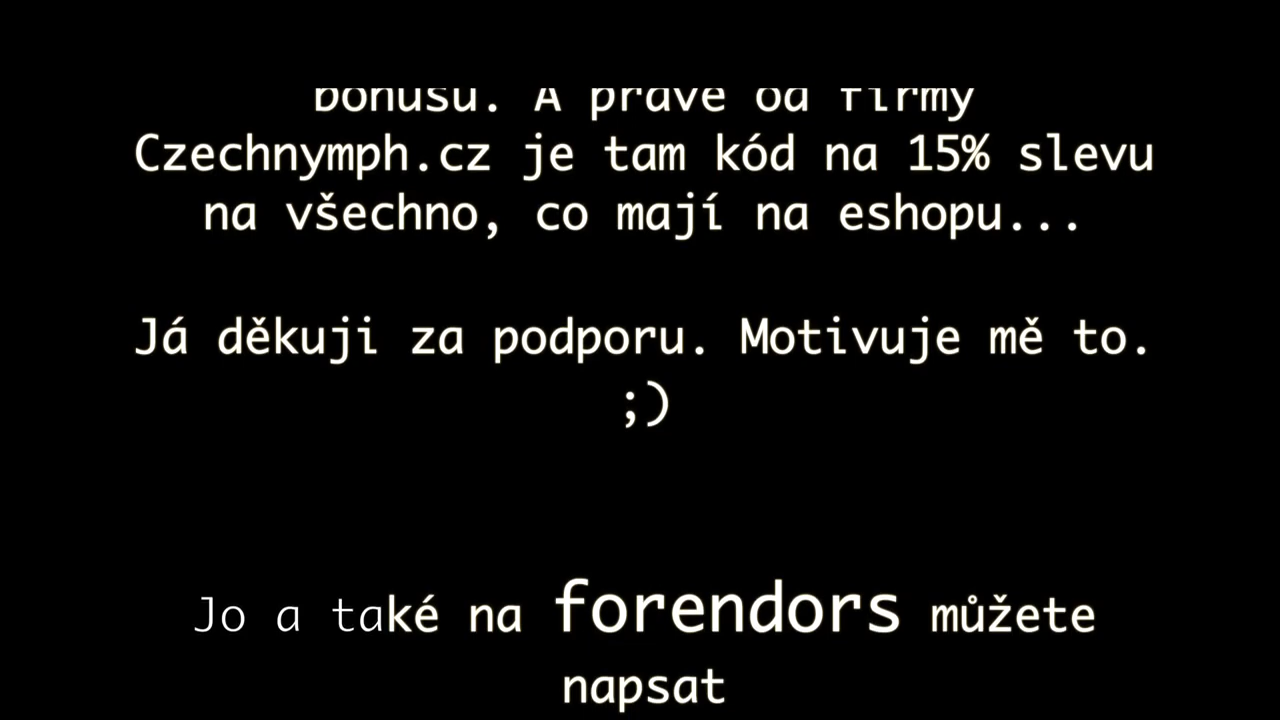 bonusů. A právě od firmy
Czechnymph.cz je tam kód na 15% slevu
na všechno, co mají na eshopu...
Já děkuji za podporu. Motivuje mě to.
;)
Jo a také na forendors můžete
napsat